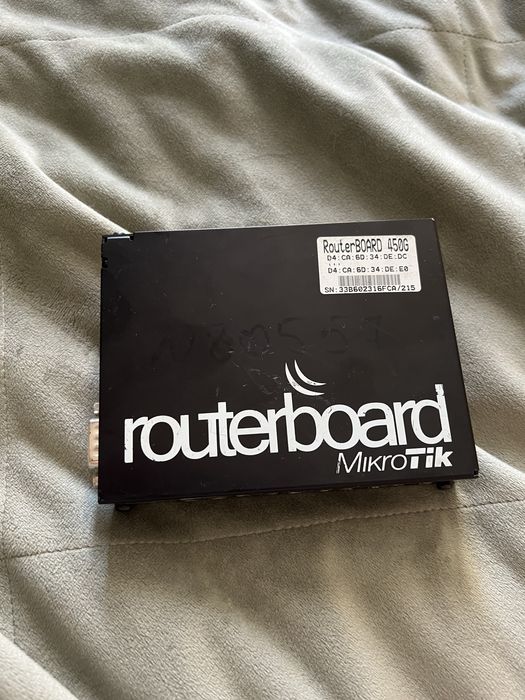 RouterBOARD 450G
D4:CA:6D:34:DE:DC
...
D4:CA:6D:34:DE:E0
SN:33B602316FCA/215
routerboard
MikroTik